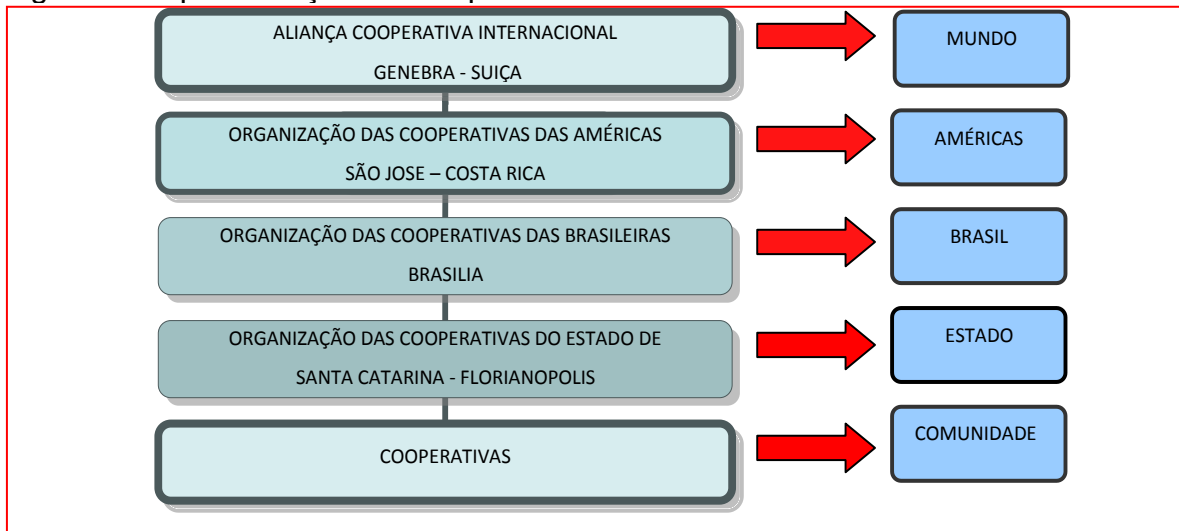 ALIANÇA COOPERATIVA INTERNACIONAL
GENEBRA - SUIÇA
MUNDO
ORGANIZAÇÃO DAS COOPERATIVAS DAS AMÉRICAS
SÃO JOSE – COSTA RICA
AMÉRICAS
ORGANIZAÇÃO DAS COOPERATIVAS DAS BRASILEIRAS
BRASILIA
BRASIL
ORGANIZAÇÃO DAS COOPERATIVAS DO ESTADO DE
SANTA CATARINA - FLORIANOPOLIS
ESTADO
COOPERATIVAS
COMUNIDADE